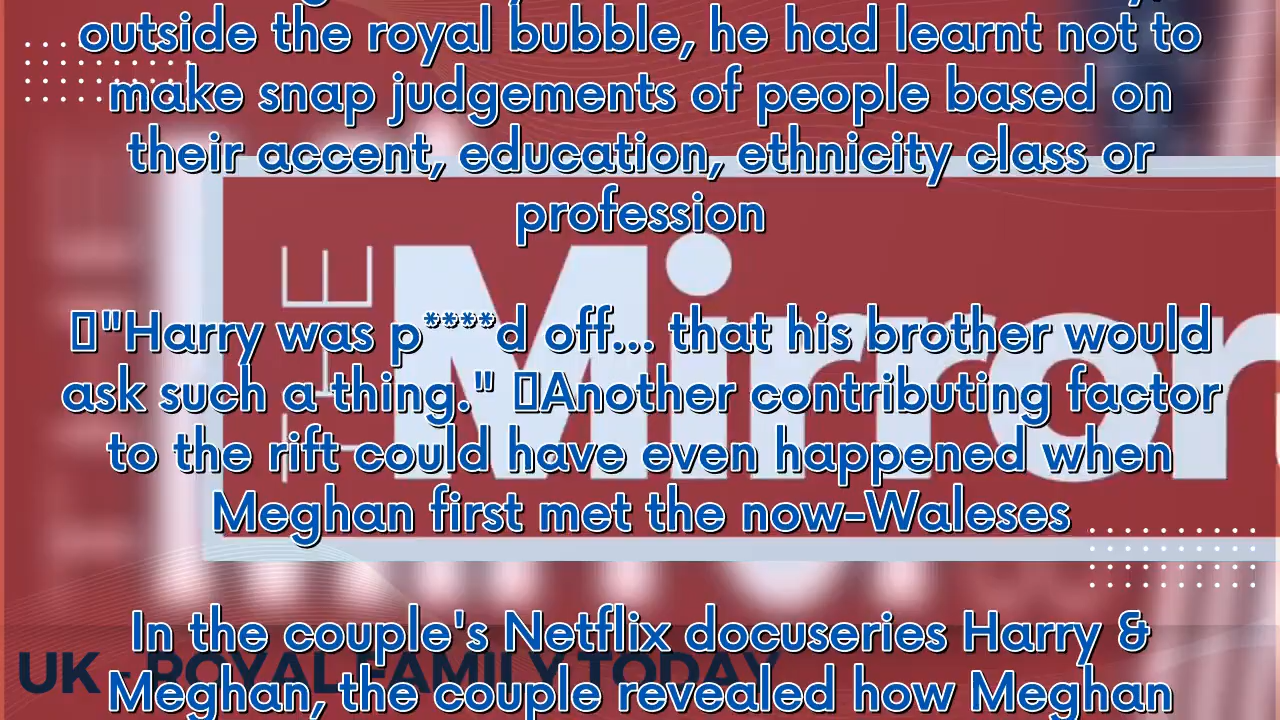 outside the royal bubble, he had learnt not to
make snap judgements of people based on
their accent, education, ethnicity class or
profession
"Harry was p****d off... that his brother would
ask such a thing." Another contributing factor
to the rift could have even happened when
Meghan first met the now-Waleses
In the couple's Netflix docuseries Harry &
Meghan, the couple revealed how Meghan
THE Mirror
UK - ROYAL FAMILY TODAY